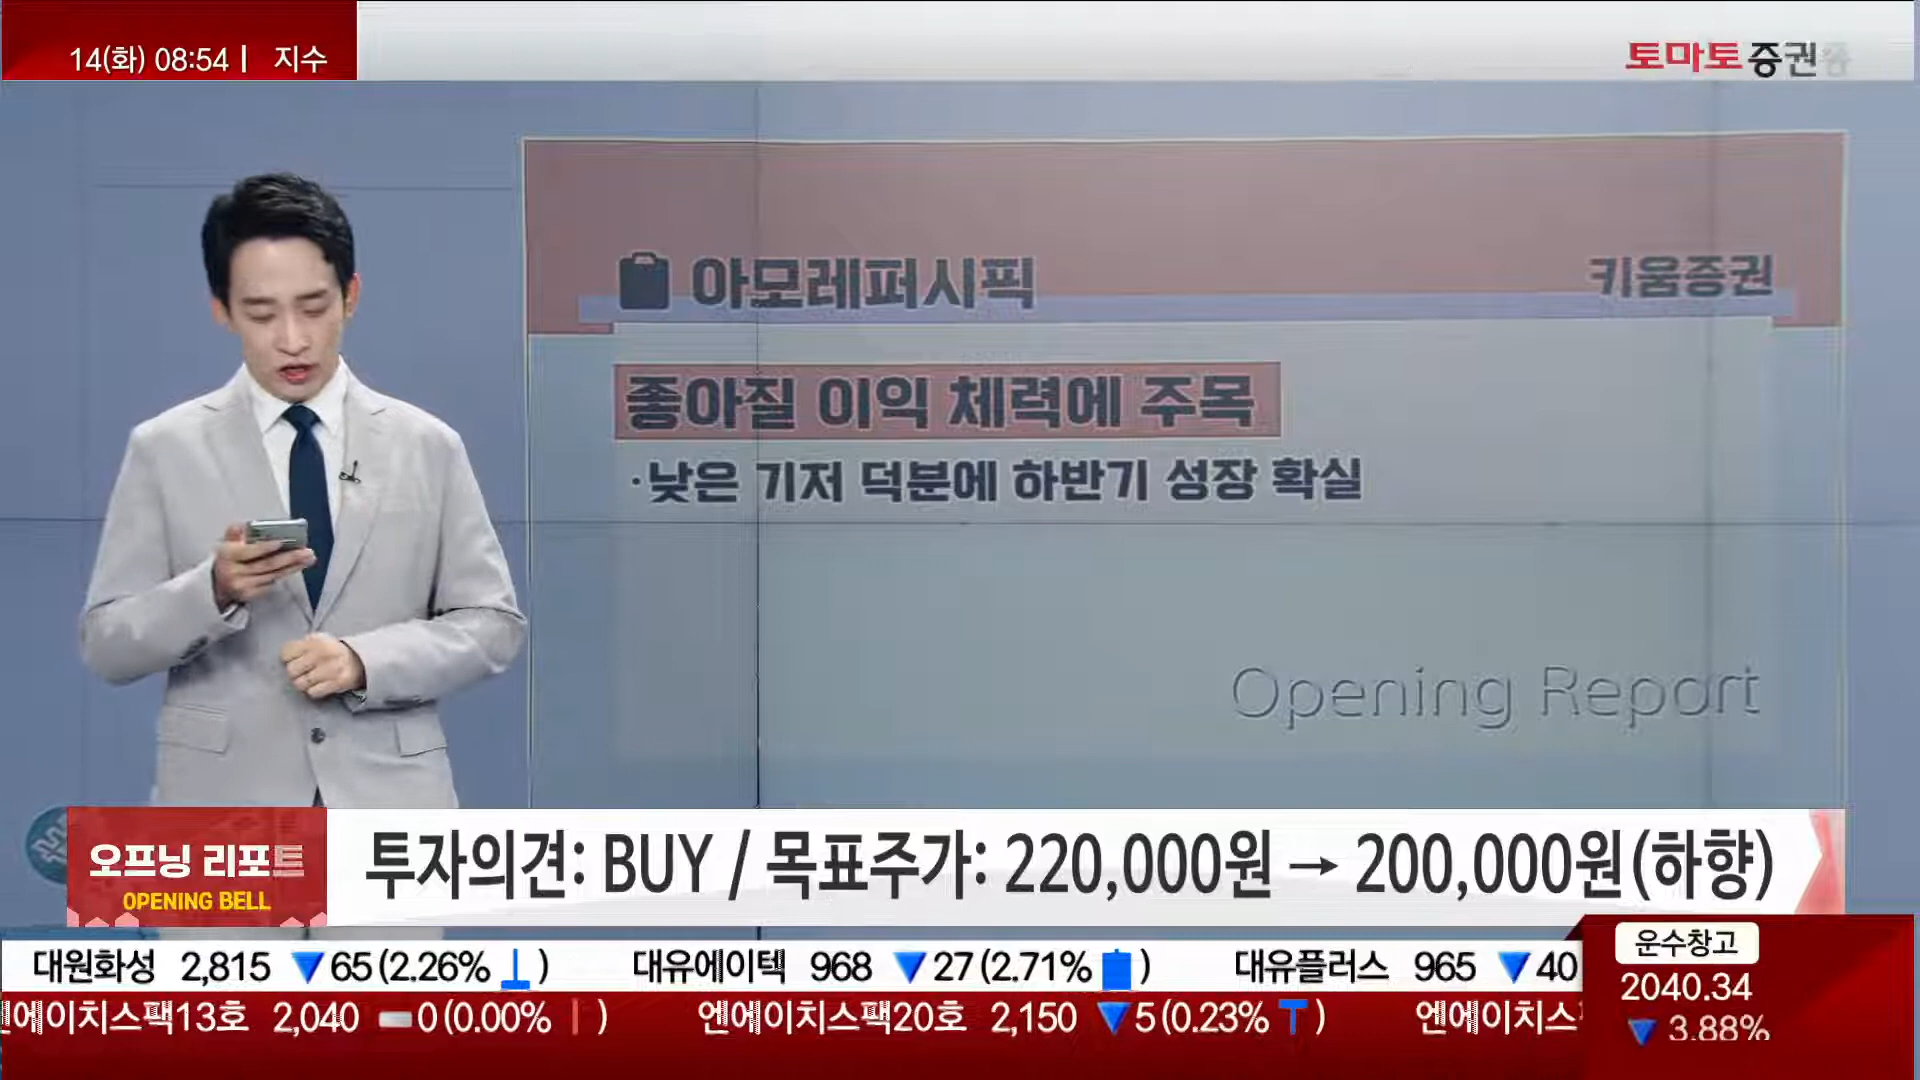 14(화) 08:54 | 지수
토마토증권
아모레퍼시픽
키움증권
좋아질 이익 체력에 주목
·낮은 기저 덕분에 하반기 성장 확실
Opening Report
오프닝 리포트
OPENING BELL
투자의견: BUY / 목표주가: 220,000원 → 200,000원(하향)
대원화성 2,815 ▼65(2.26%) 대유에이텍 968 ▼27(2.71%) 대유플러스 965 ▼40
엔에이치스팩13호 2,040 0(0.00%) 엔에이치스팩20호 2,150 ▼5(0.23%) 엔에이치스
운수창고
2040.34
▼ 3.88%